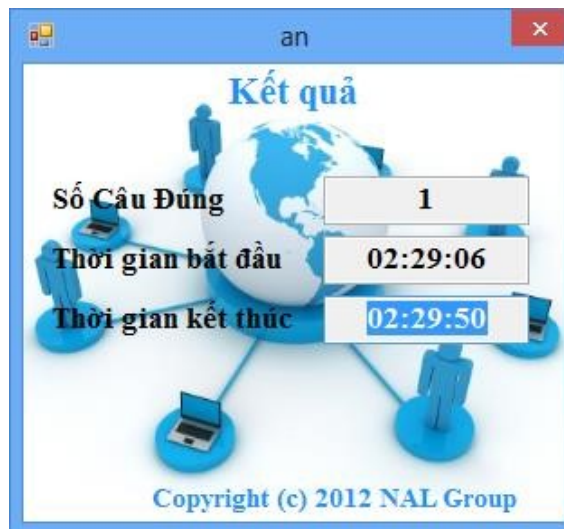 an
Kết quả
Số Câu Đúng 1
Thời gian bắt đầu 02:29:06
Thời gian kết thúc 02:29:50
Copyright (c) 2012 NAL Group